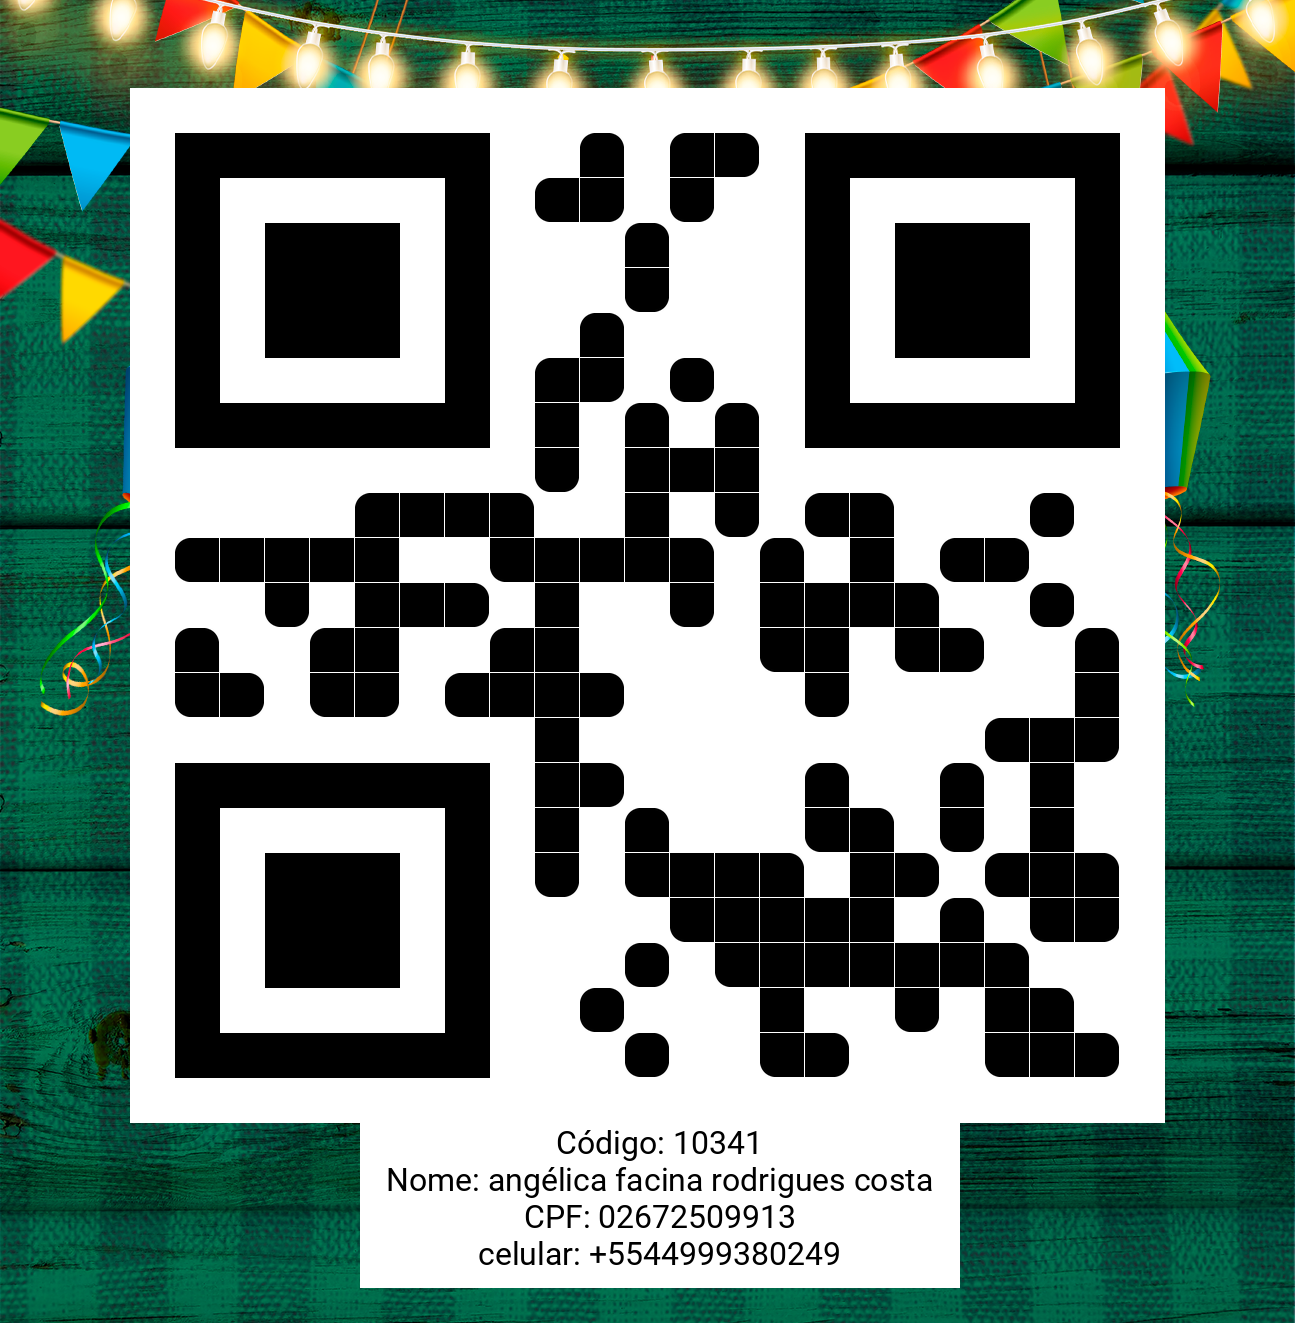 Código: 10341
Nome: angélica facina rodrigues costa
CPF: 02672509913
celular: +5544999380249